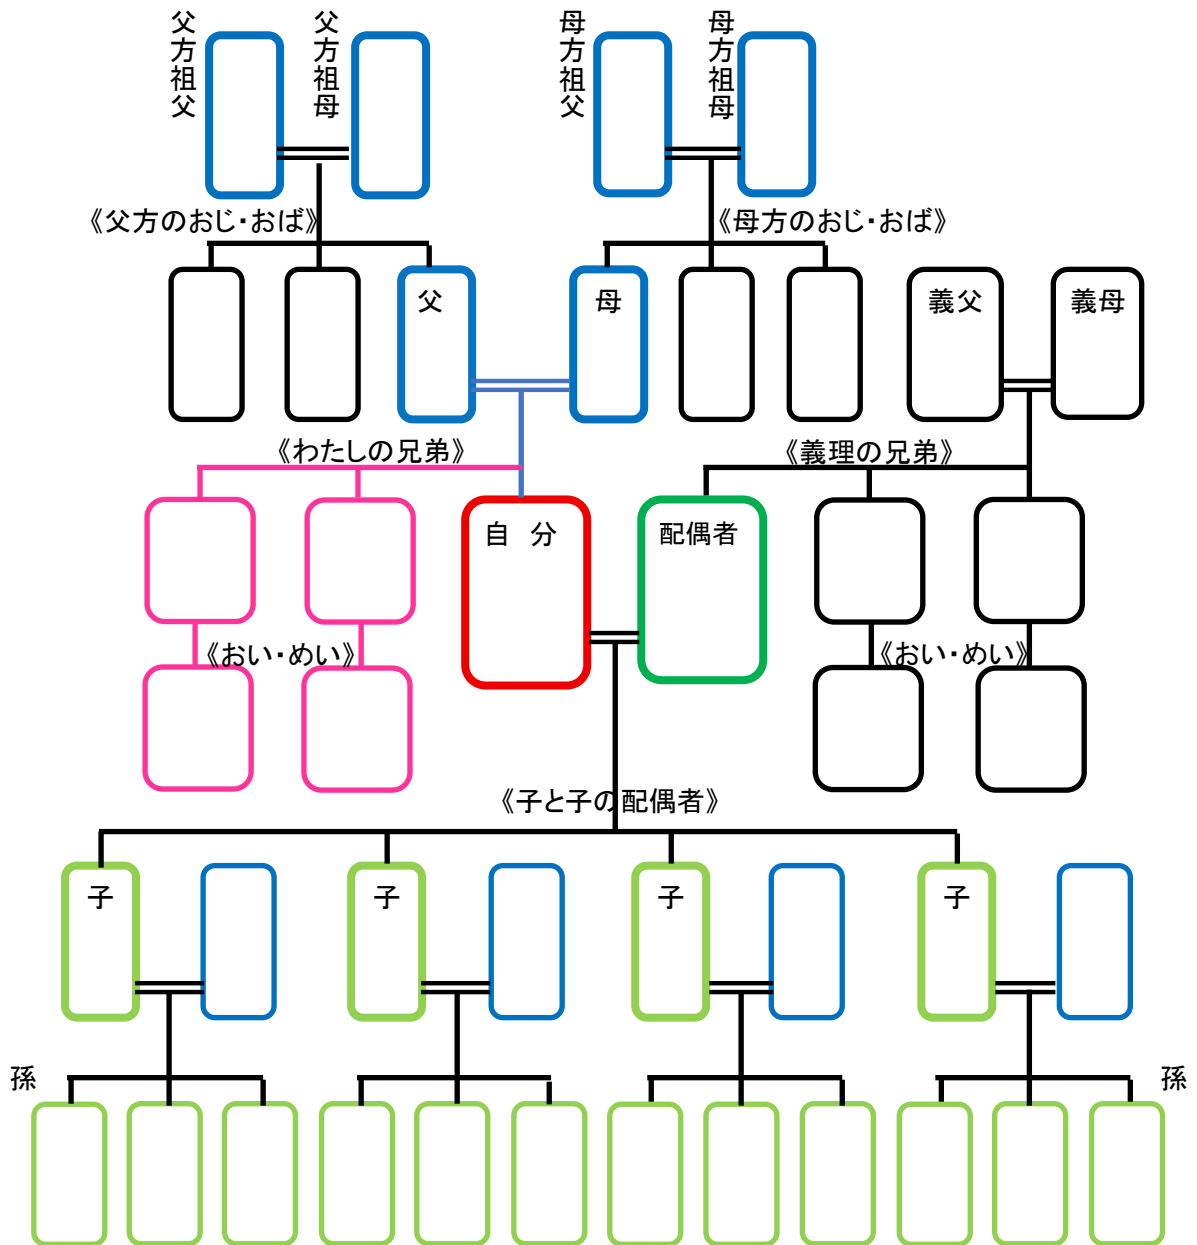 父方祖父
父方祖母
母方祖父
母方祖母
《父方のおじ・おば》
《母方のおじ・おば》
父
母
義父
義母
《わたしの兄弟》
《義理の兄弟》
自 分
配偶者
《おい・めい》
《おい・めい》
《子と子の配偶者》
子
子
子
子
孫
孫